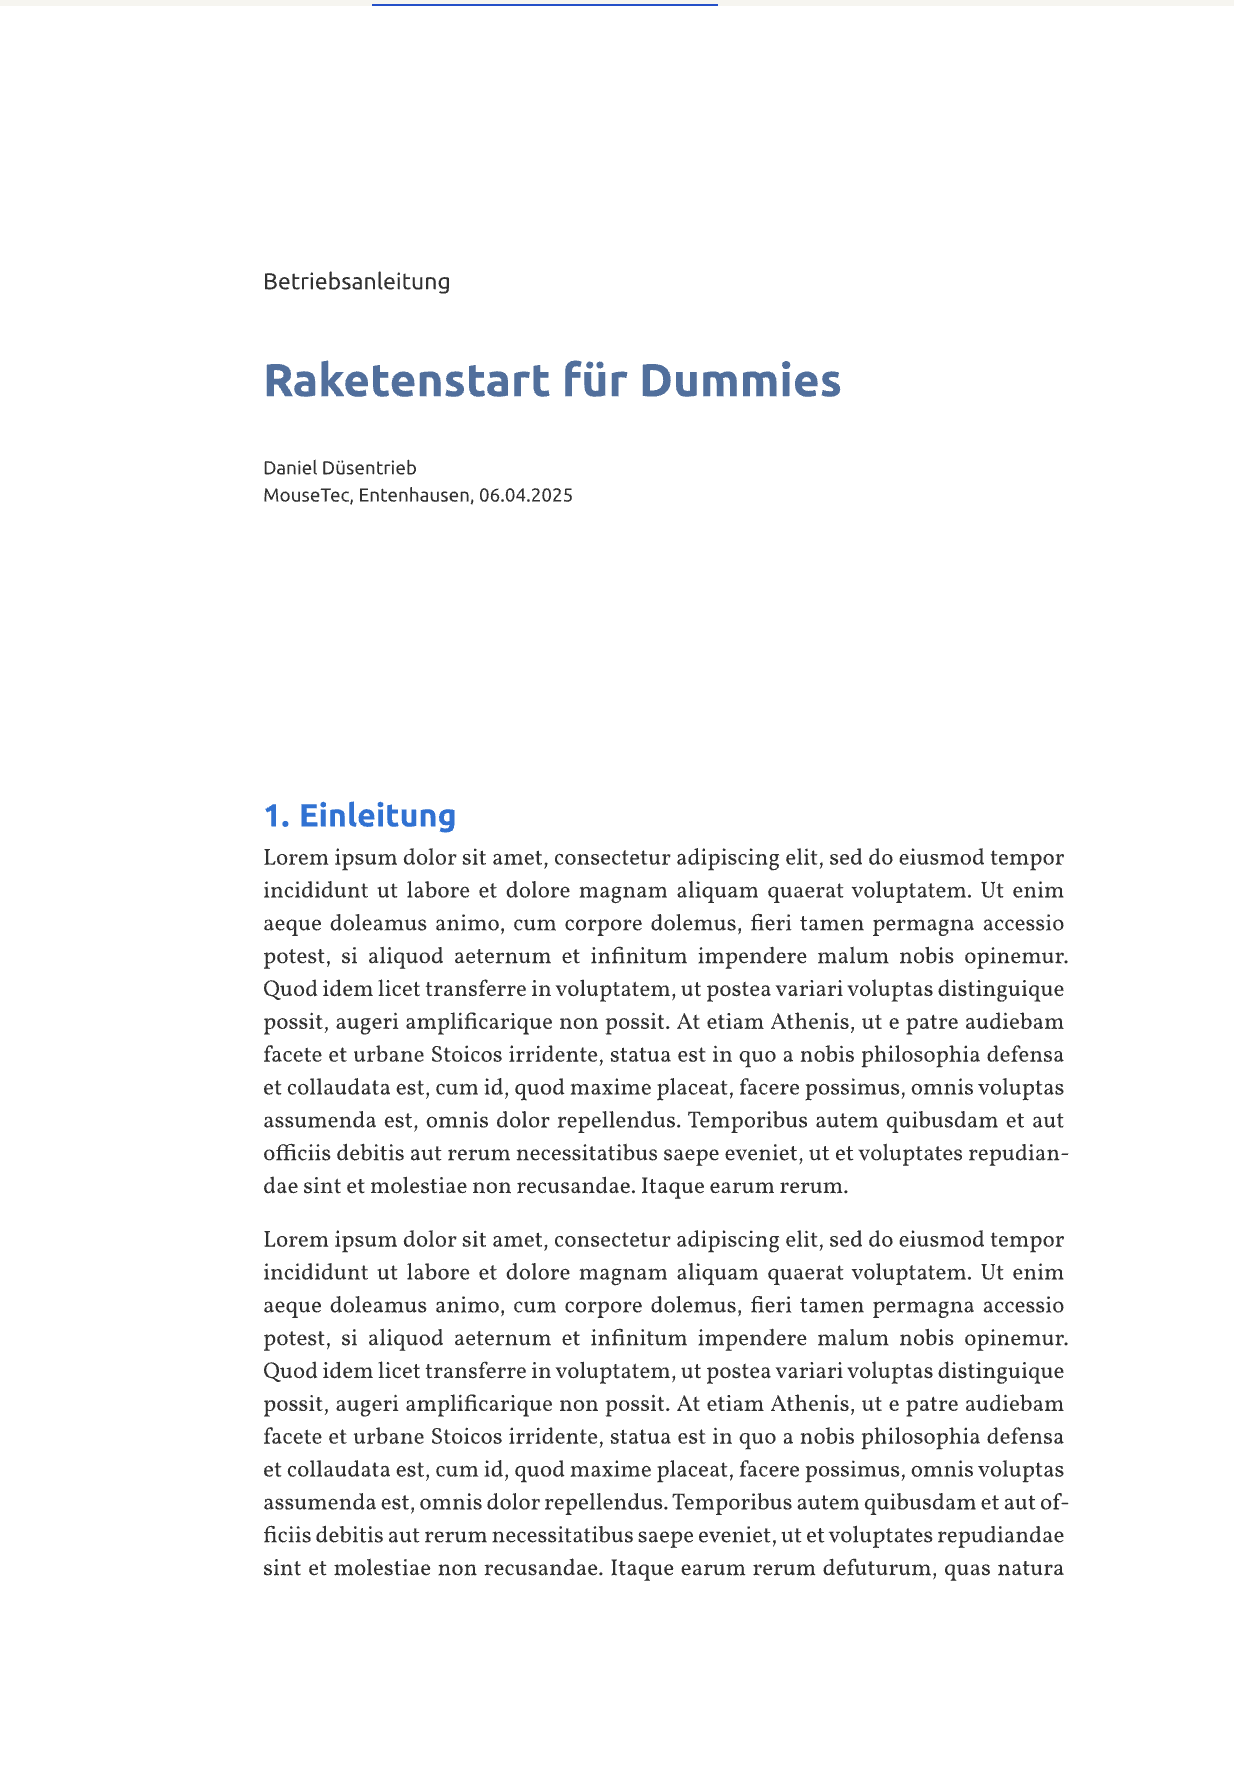 Betriebsanleitung
Raketenstart für Dummies
Daniel Düsentrieb
MouseTec, Entenhausen, 06.04.2025
1. Einleitung
Lorem ipsum dolor sit amet, consectetur adipiscing elit, sed do eiusmod tempor
incididunt ut labore et dolore magnam aliquam quaerat voluptatem. Ut enim
aeque doleamus animo, cum corpore dolemus, fieri tamen permagna accessio
potest, si aliquod aeternum et infinitum impendere malum nobis opinemur.
Quod idem licet transferre in voluptatem, ut postea variari voluptas distinguique
possit, augeri amplificarique non possit. At etiam Athenis, ut e patre audiebam
facete et urbane Stoicos irridente, statua est in quo a nobis philosophia defensa
et collaudata est, cum id, quod maxime placeat, facere possimus, omnis voluptas
assumenda est, omnis dolor repellendus. Temporibus autem quibusdam et aut
officiis debitis aut rerum necessitatibus saepe eveniet, ut et voluptates repudian-
dae sint et molestiae non recusandae. Itaque earum rerum.
Lorem ipsum dolor sit amet, consectetur adipiscing elit, sed do eiusmod tempor
incididunt ut labore et dolore magnam aliquam quaerat voluptatem. Ut enim
aeque doleamus animo, cum corpore dolemus, fieri tamen permagna accessio
potest, si aliquod aeternum et infinitum impendere malum nobis opinemur.
Quod idem licet transferre in voluptatem, ut postea variari voluptas distinguique
possit, augeri amplificarique non possit. At etiam Athenis, ut e patre audiebam
facete et urbane Stoicos irridente, statua est in quo a nobis philosophia defensa
et collaudata est, cum id, quod maxime placeat, facere possimus, omnis voluptas
assumenda est, omnis dolor repellendus. Temporibus autem quibusdam et aut of-
ficiis debitis aut rerum necessitatibus saepe eveniet, ut et voluptates repudiandae
sint et molestiae non recusandae. Itaque earum rerum defuturum, quas natura